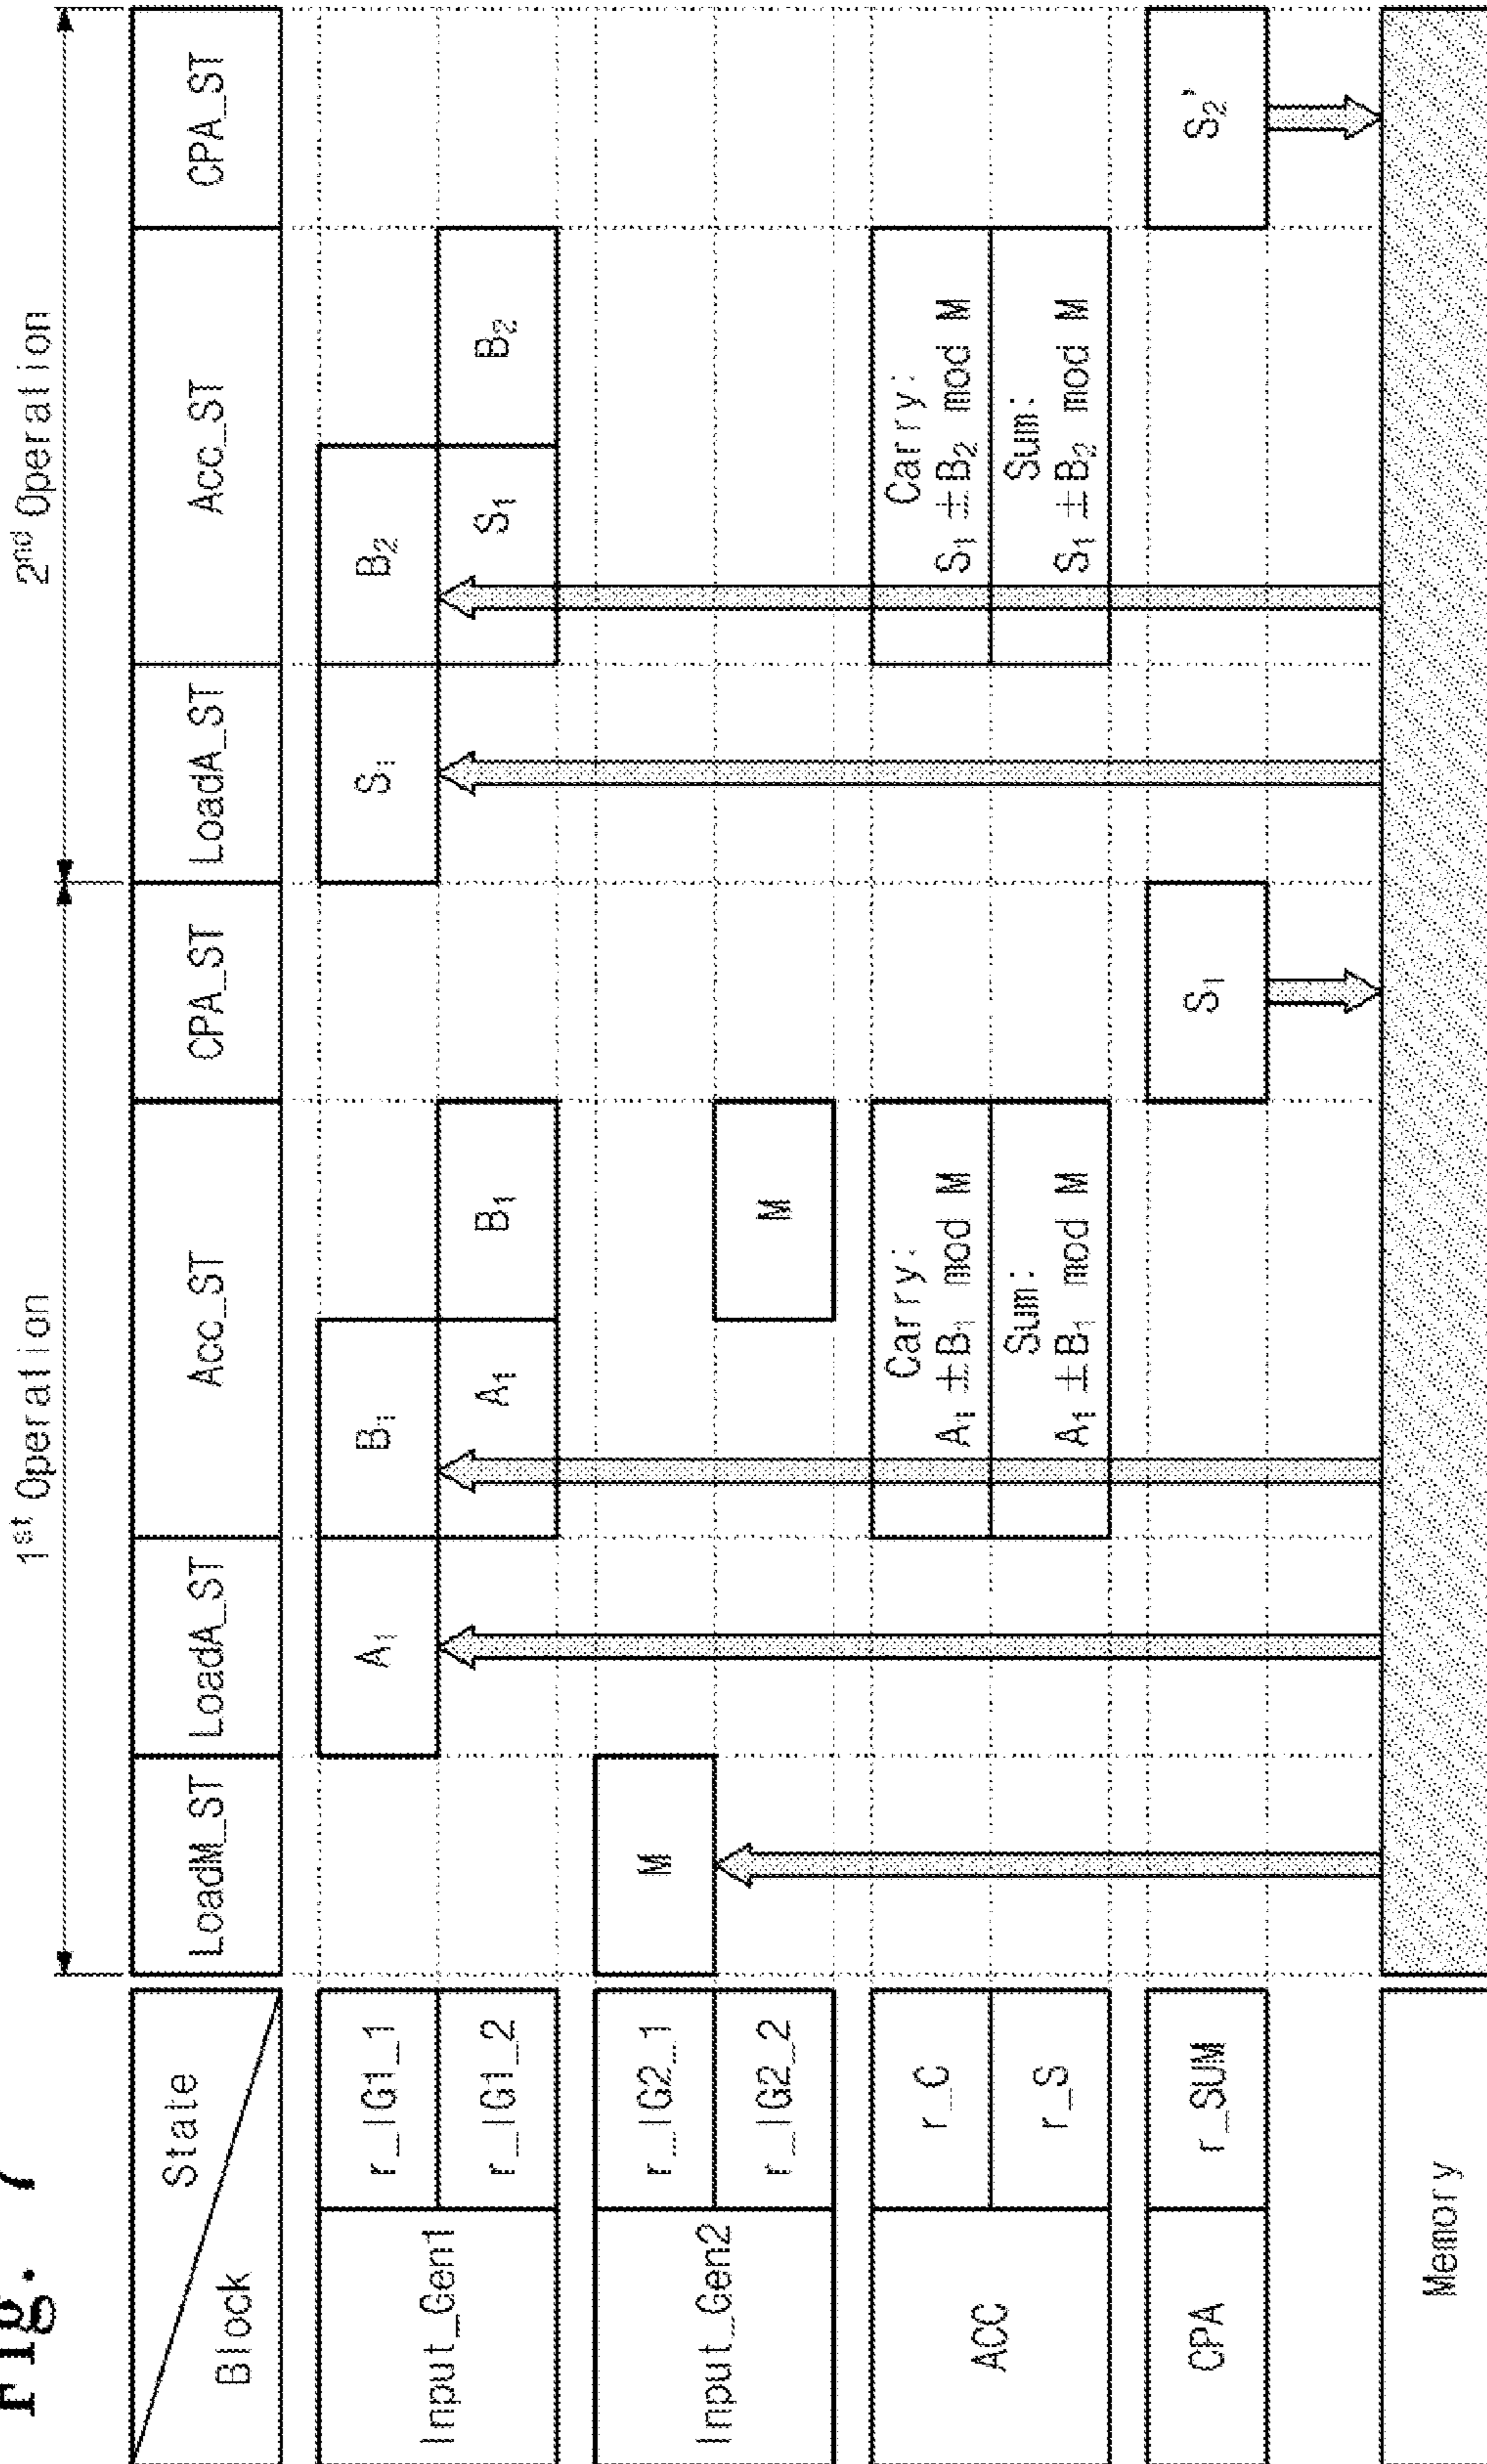 Fig. 7
1st Operation
2nd Operation
State
Block
LoadM_ST
LoadA_ST
Acc_ST
CPA_ST
LoadA_ST
Acc_ST
CPA_ST
Input_Gen1
r_IG1_1
A₁
B₁
S₁
B₂
r_IG1_2
A₁
B₁
S₁
B₂
Input_Gen2
r_IG2_1
M
r_IG2_2
M
ACC
r_C
Carry:
A₁ ±B₁ mod M
Carry:
S₁ ±B₂ mod M
r_S
Sum:
A₁ ±B₁ mod M
Sum:
S₁ ±B₂ mod M
CPA
r_SUM
S₁
S₂'
Memory